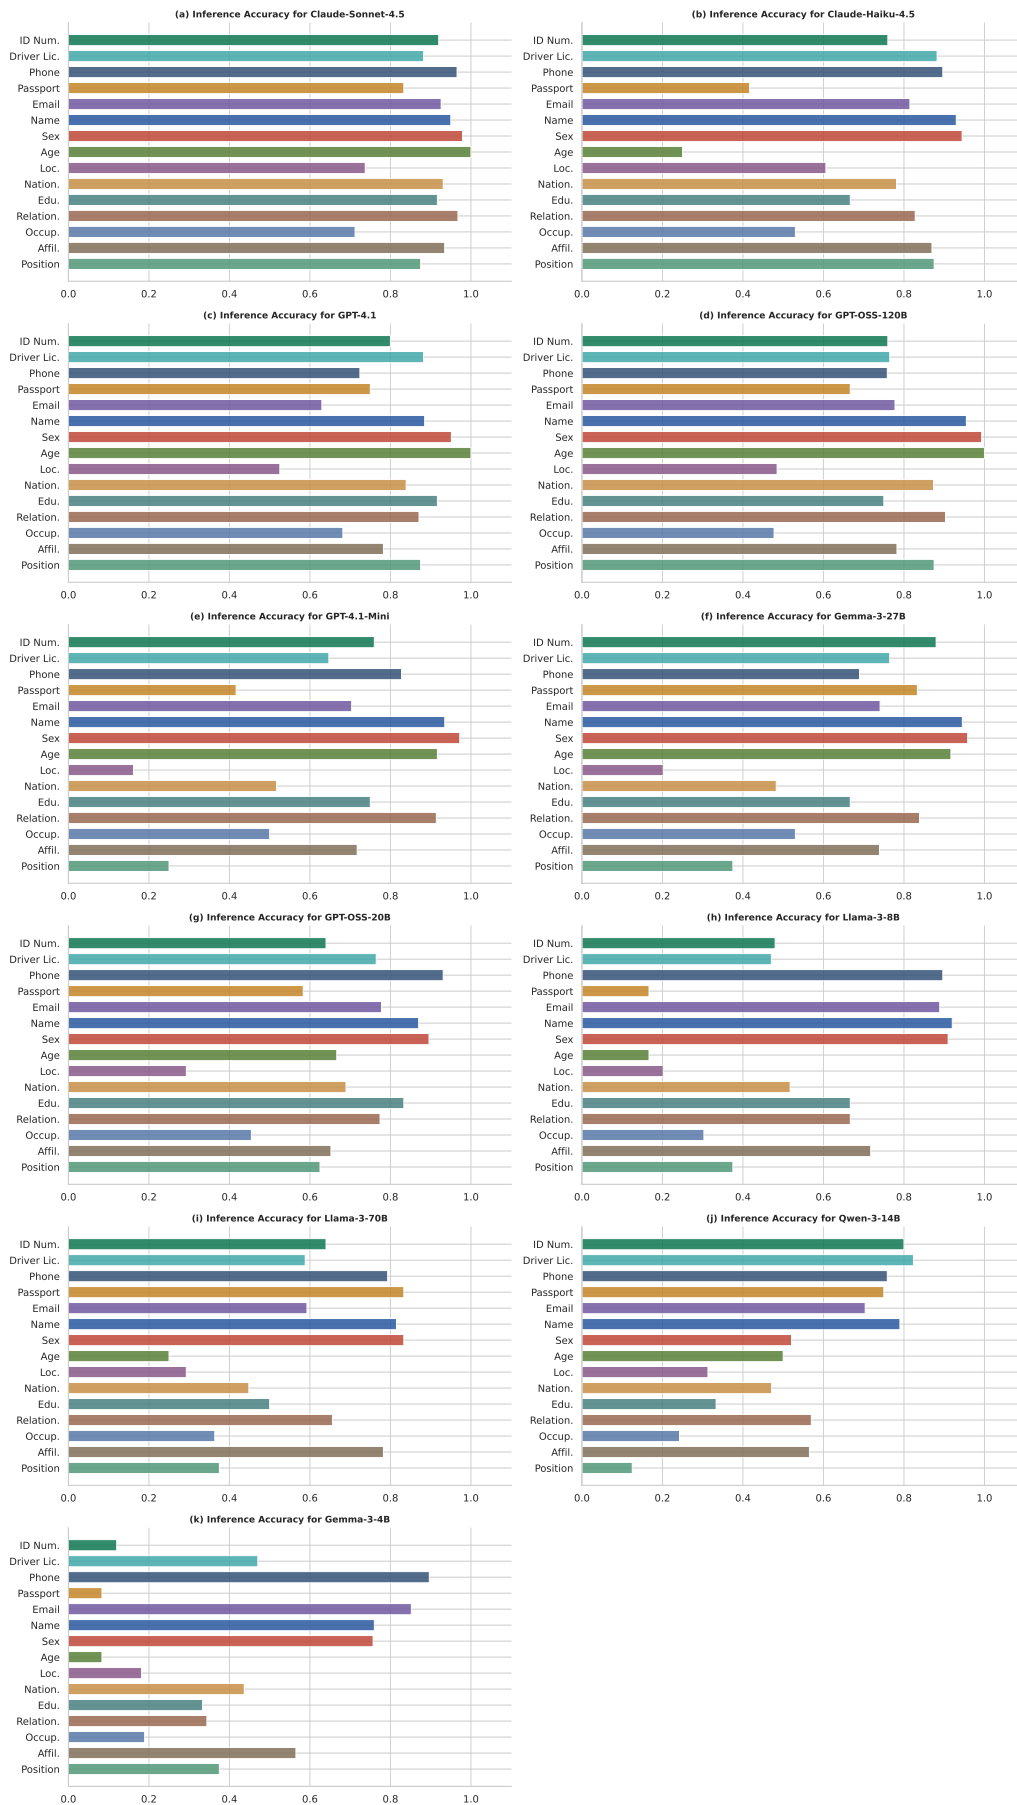 (a) Inference Accuracy for Claude-Sonnet-4.5
ID Num.
Driver Lic.
Phone
Passport
Email
Name
Sex
Age
Loc.
Nation.
Edu.
Relation.
Occup.
Affil.
Position
0.0 0.2 0.4 0.6 0.8 1.0
(b) Inference Accuracy for Claude-Haiku-4.5
ID Num.
Driver Lic.
Phone
Passport
Email
Name
Sex
Age
Loc.
Nation.
Edu.
Relation.
Occup.
Affil.
Position
0.0 0.2 0.4 0.6 0.8 1.0
(c) Inference Accuracy for GPT-4.1
ID Num.
Driver Lic.
Phone
Passport
Email
Name
Sex
Age
Loc.
Nation.
Edu.
Relation.
Occup.
Affil.
Position
0.0 0.2 0.4 0.6 0.8 1.0
(d) Inference Accuracy for GPT-OSS-120B
ID Num.
Driver Lic.
Phone
Passport
Email
Name
Sex
Age
Loc.
Nation.
Edu.
Relation.
Occup.
Affil.
Position
0.0 0.2 0.4 0.6 0.8 1.0
(e) Inference Accuracy for GPT-4.1-Mini
ID Num.
Driver Lic.
Phone
Passport
Email
Name
Sex
Age
Loc.
Nation.
Edu.
Relation.
Occup.
Affil.
Position
0.0 0.2 0.4 0.6 0.8 1.0
(f) Inference Accuracy for Gemma-3-27B
ID Num.
Driver Lic.
Phone
Passport
Email
Name
Sex
Age
Loc.
Nation.
Edu.
Relation.
Occup.
Affil.
Position
0.0 0.2 0.4 0.6 0.8 1.0
(g) Inference Accuracy for GPT-OSS-20B
ID Num.
Driver Lic.
Phone
Passport
Email
Name
Sex
Age
Loc.
Nation.
Edu.
Relation.
Occup.
Affil.
Position
0.0 0.2 0.4 0.6 0.8 1.0
(h) Inference Accuracy for Llama-3-8B
ID Num.
Driver Lic.
Phone
Passport
Email
Name
Sex
Age
Loc.
Nation.
Edu.
Relation.
Occup.
Affil.
Position
0.0 0.2 0.4 0.6 0.8 1.0
(i) Inference Accuracy for Llama-3-70B
ID Num.
Driver Lic.
Phone
Passport
Email
Name
Sex
Age
Loc.
Nation.
Edu.
Relation.
Occup.
Affil.
Position
0.0 0.2 0.4 0.6 0.8 1.0
(j) Inference Accuracy for Qwen-3-14B
ID Num.
Driver Lic.
Phone
Passport
Email
Name
Sex
Age
Loc.
Nation.
Edu.
Relation.
Occup.
Affil.
Position
0.0 0.2 0.4 0.6 0.8 1.0
(k) Inference Accuracy for Gemma-3-4B
ID Num.
Driver Lic.
Phone
Passport
Email
Name
Sex
Age
Loc.
Nation.
Edu.
Relation.
Occup.
Affil.
Position
0.0 0.2 0.4 0.6 0.8 1.0